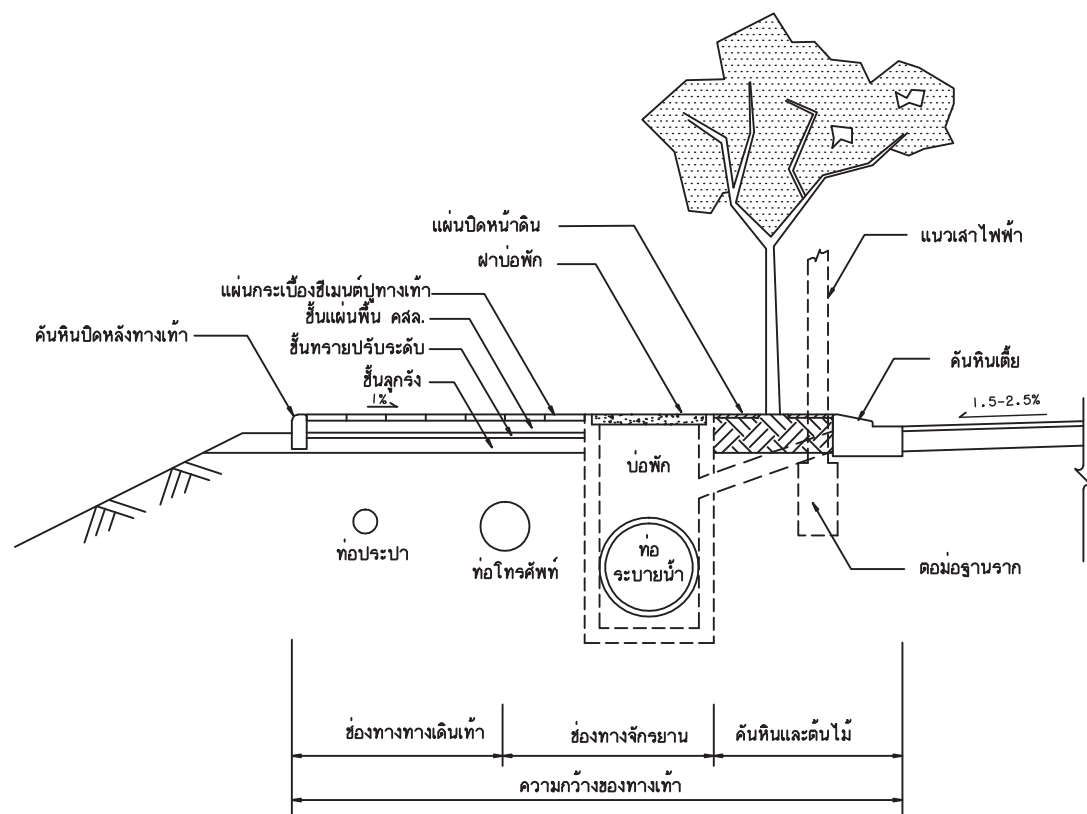 แผ่นปิดหน้าดิน
แนวเสาไฟฟ้า
ฝาบ่อพัก
แผ่นกระเบื้องซีเมนต์ปูทางเท้า
ชั้นแผ่นพื้น คสล.
คันหินปิดหลังทางเท้า
ชั้นทรายปรับระดับ
คันหินเตี้ย
ชั้นลูกรัง
1%
1.5-2.5%
บ่อพัก
ท่อประปา
ท่อโทรศัพท์
ท่อ
ระบายน้ำ
ตอม่อฐานราก
ช่องทางทางเดินเท้า
ช่องทางจักรยาน
คันหินและต้นไม้
ความกว้างของทางเท้า